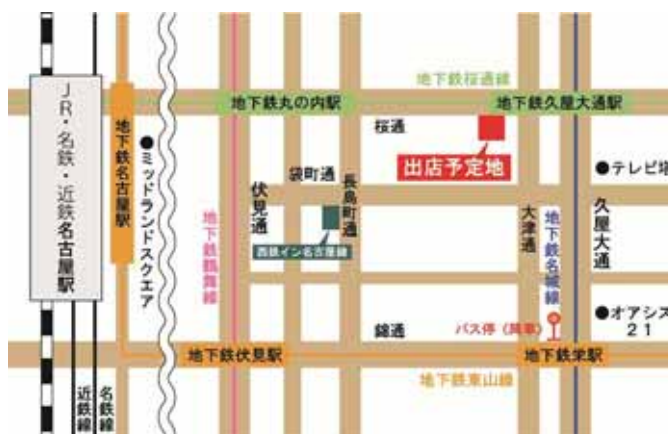 地下鉄桜通線
地下鉄丸の内駅
地下鉄久屋大通駅
桜通
出店予定地
JR・名鉄・近鉄名古屋駅
地下鉄名古屋駅
●ミッドランドスクエア
袋町通
長島町通
伏見通
地下鉄鶴舞線
西鉄イン名古屋錦
大津通
地下鉄名城線
久屋大通
●テレビ塔
●オアシス
21
バス停(降車)
錦通
地下鉄伏見駅
地下鉄栄駅
地下鉄東山線
近鉄線
名鉄線